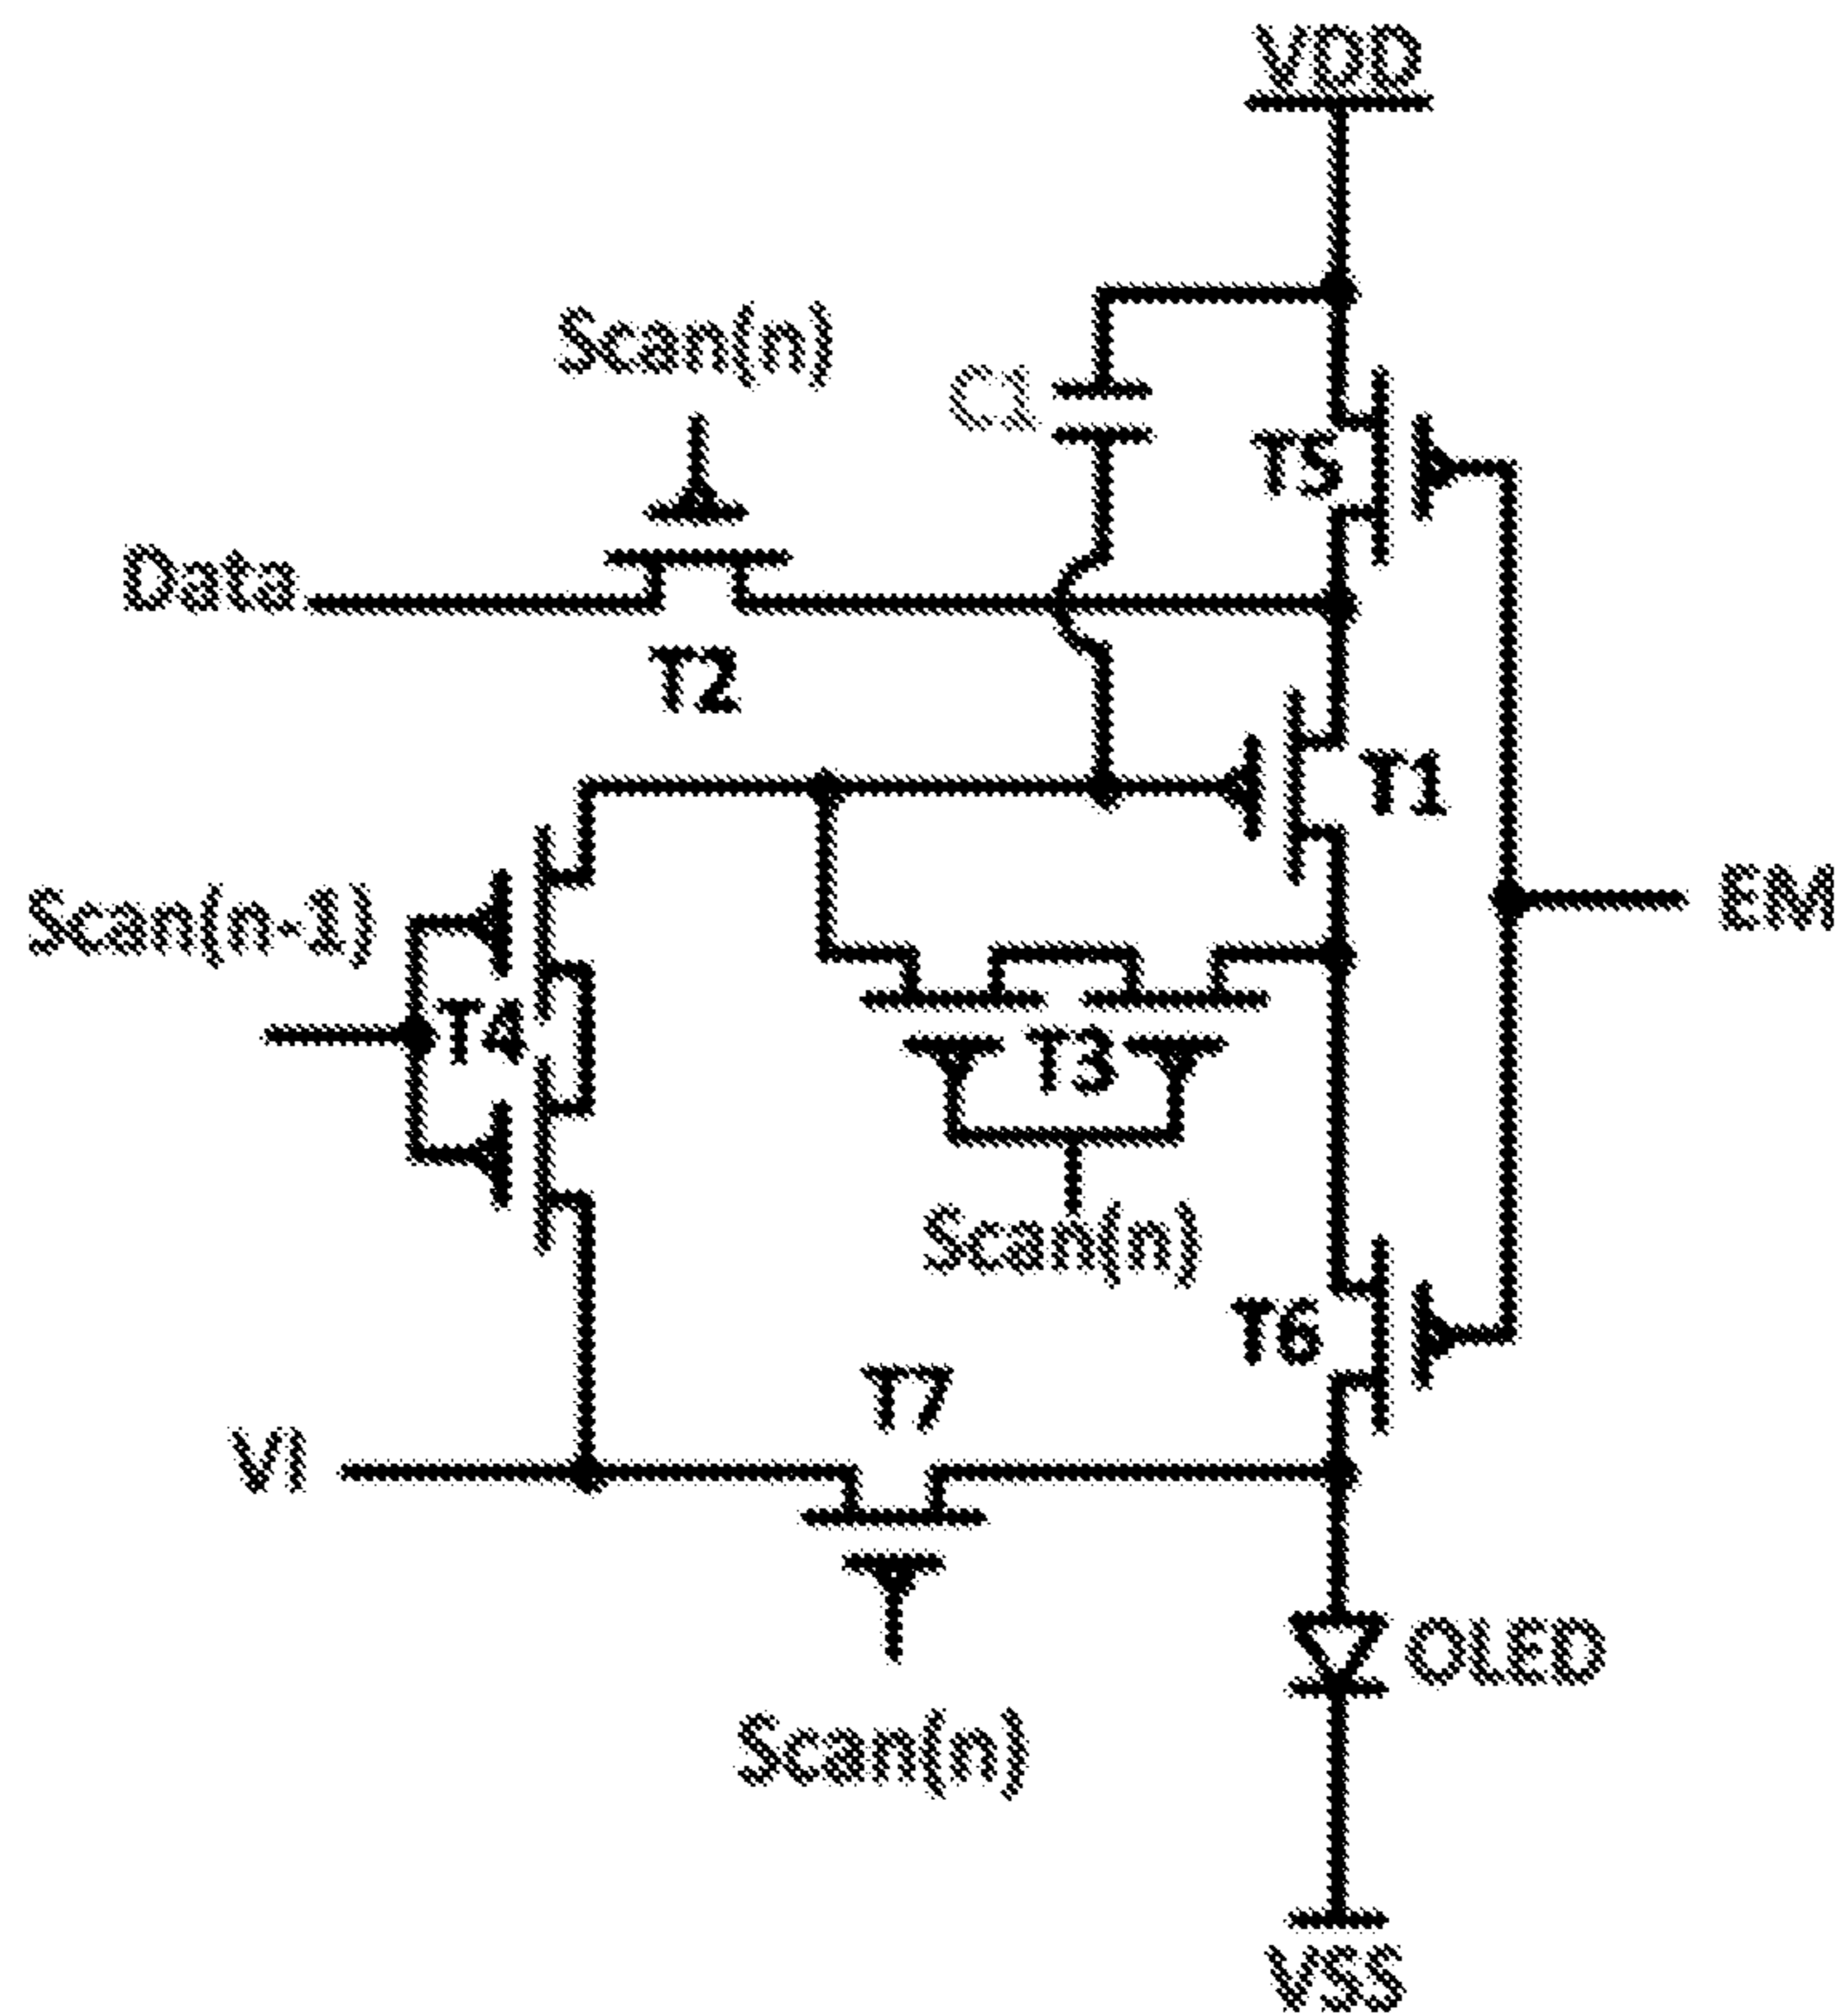 VDD
Scan(n)
C1
T5
Data
T2
T1
Scan(n-1)
EM
T4
T3
Scan(n)
T6
T7
VI
OLED
Scan(n)
VSS